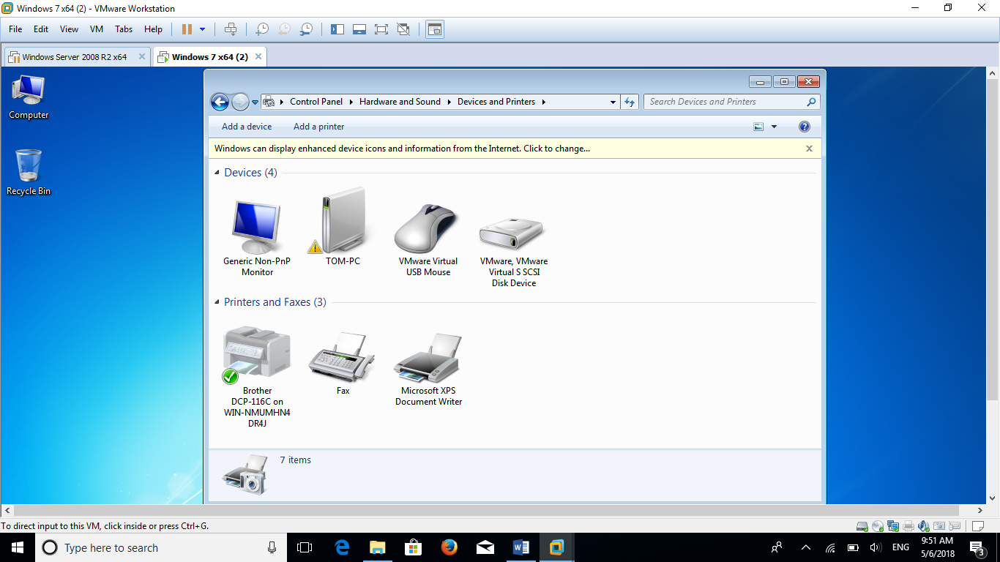 Windows 7 x64 (2) - VMware Workstation
File Edit View VM Tabs Help
Windows Server 2008 R2 x64
Windows 7 x64 (2)
Computer
Recycle Bin
Control Panel Hardware and Sound Devices and Printers
Search Devices and Printers
Add a device Add a printer
Windows can display enhanced device icons and information from the Internet. Click to change...
Devices (4)
Generic Non-PnP
Monitor
TOM-PC
VMware Virtual
USB Mouse
VMware, VMware
Virtual S SCSI
Disk Device
Printers and Faxes (3)
Brother
DCP-116C on
WIN-NMUMHN4
DR4J
Fax
Microsoft XPS
Document Writer
7 items
To direct input to this VM, click inside or press Ctrl+G.
Type here to search
ENG
9:51 AM
5/6/2018
3